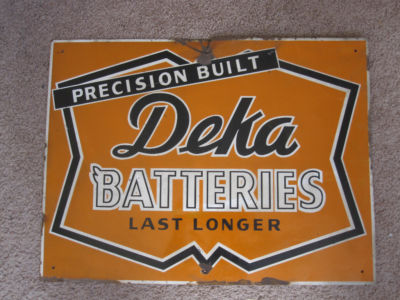 PRECISION BUILT
Deka
BATTERIES
LAST LONGER